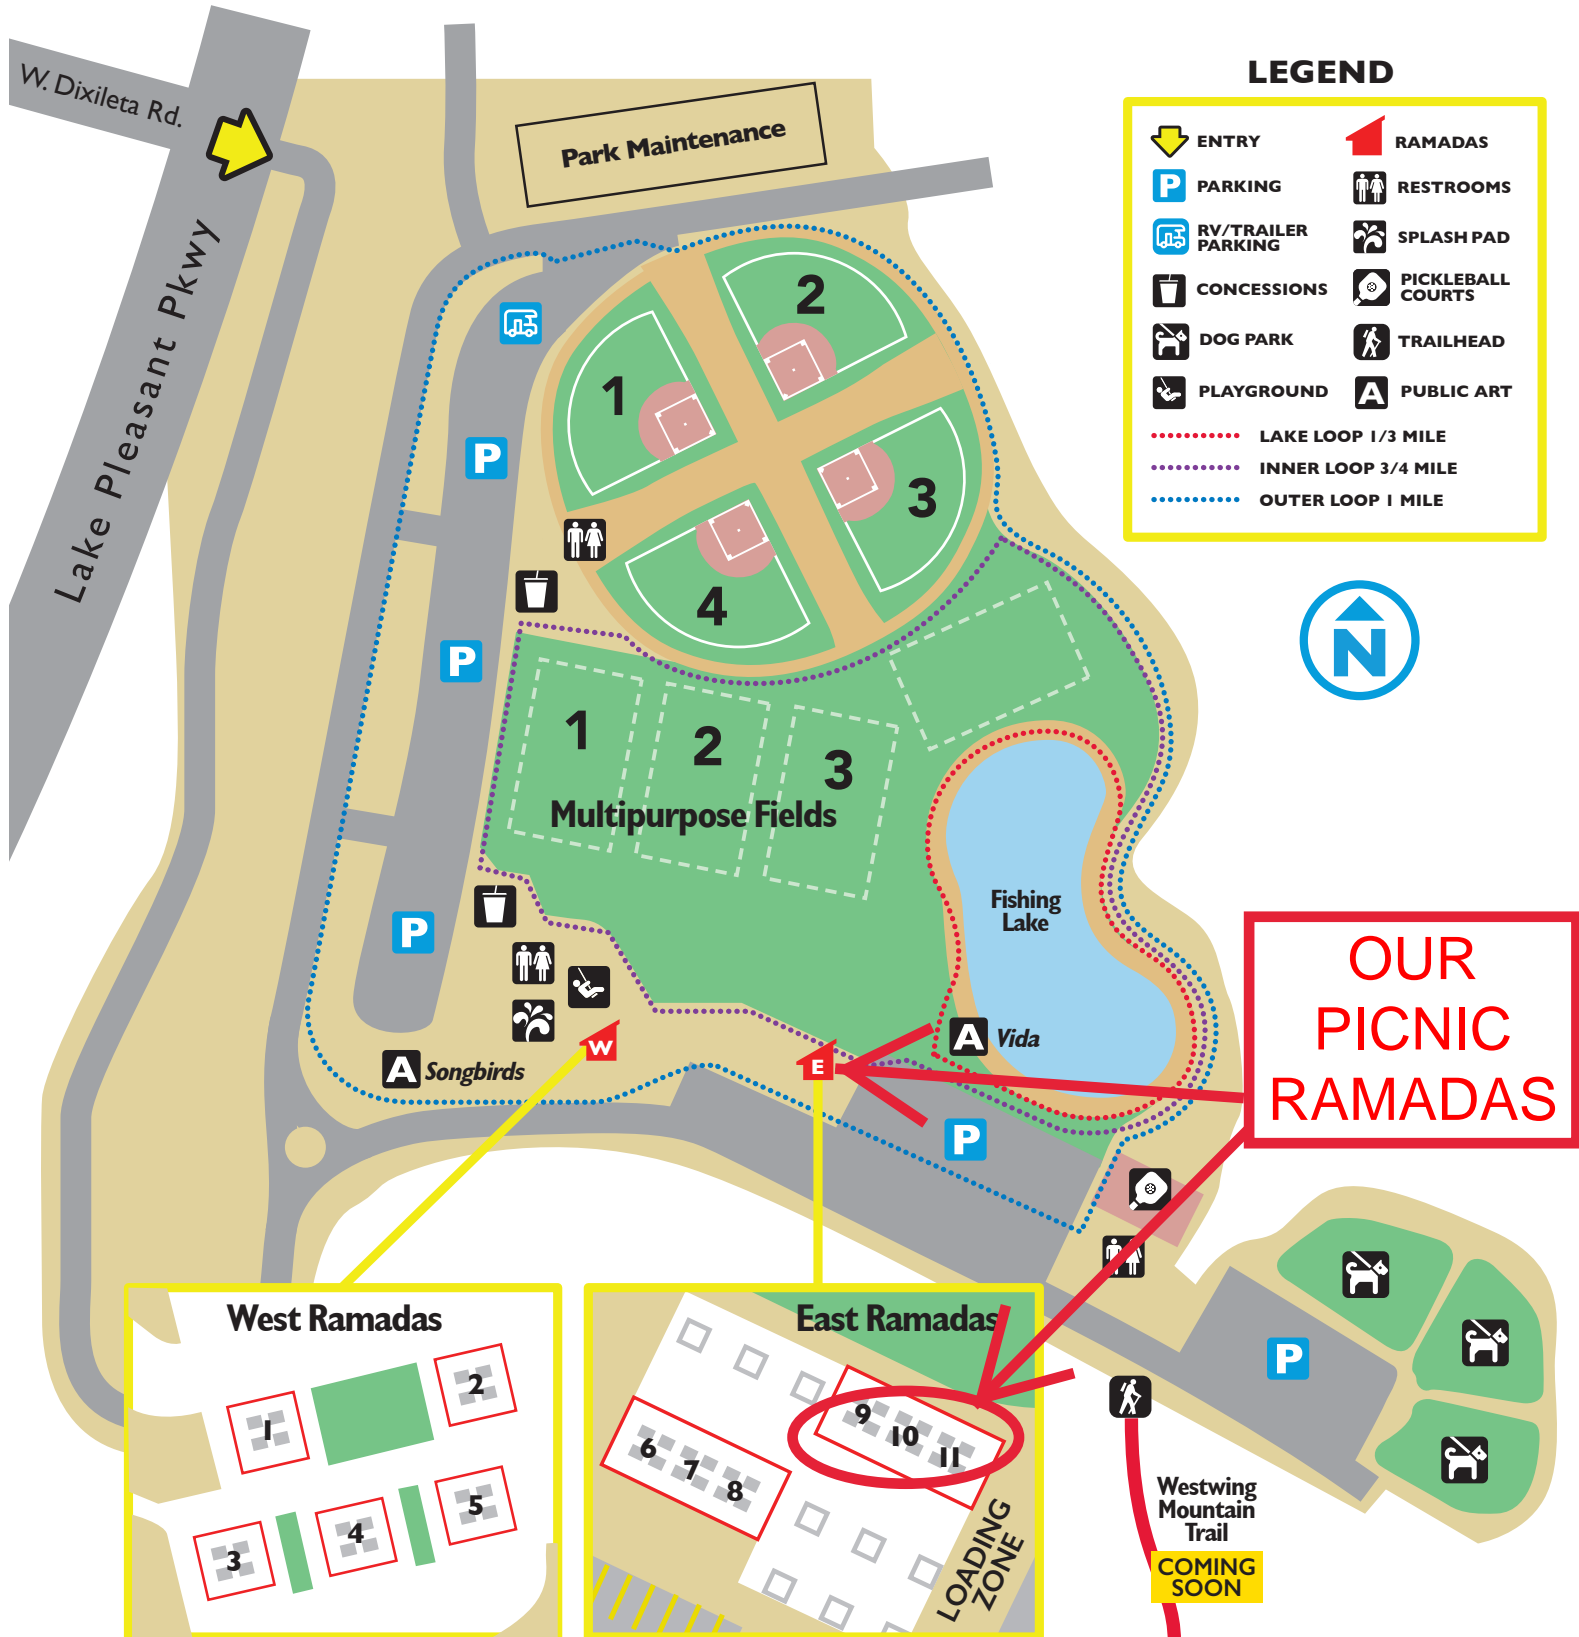 W. Dixileta Rd.
Lake Pleasant Pkwy
Park Maintenance
LEGEND
ENTRY
RAMADAS
P PARKING
RESTROOMS
RV/TRAILER
PARKING
SPLASH PAD
CONCESSIONS
PICKLEBALL
COURTS
DOG PARK
TRAILHEAD
PLAYGROUND
A PUBLIC ART
LAKE LOOP 1/3 MILE
INNER LOOP 3/4 MILE
OUTER LOOP 1 MILE
N
1
2
3
4
P
P
P
1
2
3
Multipurpose Fields
Fishing
Lake
A Vida
A Songbirds
W
E
P
OUR
PICNIC
RAMADAS
P
West Ramadas
1
2
3
4
5
East Ramadas
6
7
8
9
10
11
LOADING
ZONE
Westwing
Mountain
Trail
COMING
SOON